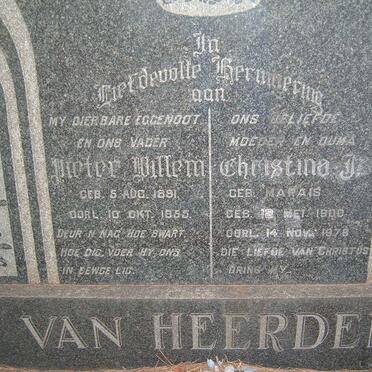 In
Liefdevolle Herinnering
aan
MY DIERBARE EGGENOOT
EN ONS VADER
Pieter Willem
GEB. 5 AUG. 1891
OORL. 10 OKT. 1955
DEUR 'N NAG HOE SWART,
HOE DIG, VOER HY, ONS
IN EEWGE LIG.
ONS GELIEFDE
MOEDER EN OUMA
Christina J.
GEB. MARAIS
GEB. 12 MEI. 1900
OORL. 14 NOV. 1978
DIE LIEFDE VAN CHRISTUS
DRING MY
VAN HEERDE